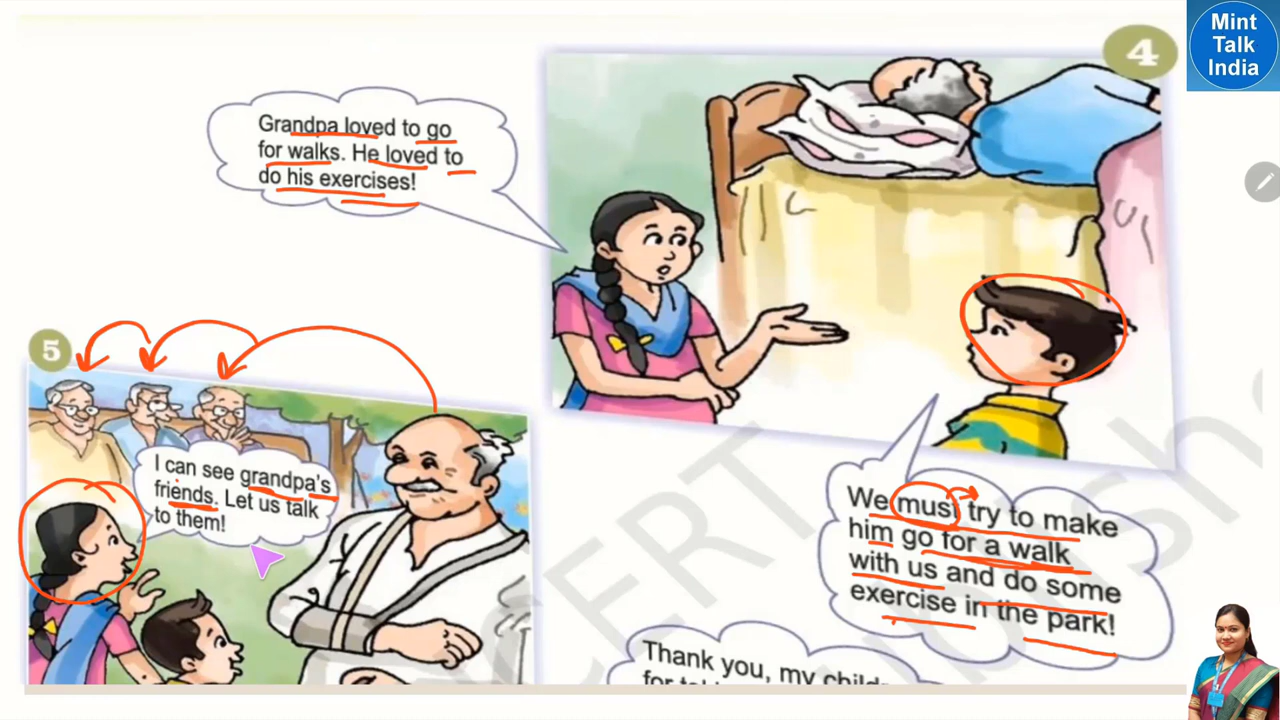 4
Mint
Talk
India
Grandpa loved to go
for walks. He loved to
do his exercises!
5
I can see grandpa's
friends. Let us talk
to them!
We must try to make
him go for a walk
with us and do some
exercise in the park!
Thank you, my
NCERT